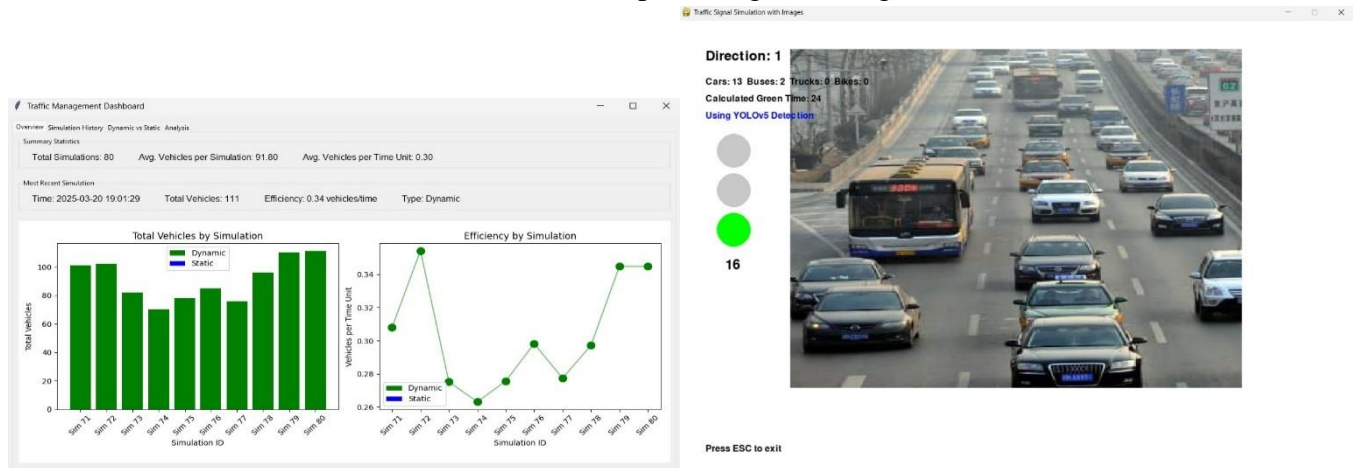 Traffic Signal Simulation with Images
Direction: 1
Cars: 13 Buses: 2 Trucks: 0 Bikes: 0
Calculated Green Time: 24
Using YOLOv5 Detection
16
Press ESC to exit
Traffic Management Dashboard
Overview Simulation History Dynamic vs Static Analysis
Summary Statistics
Total Simulations: 80 Avg. Vehicles per Simulation: 91.80 Avg. Vehicles per Time Unit: 0.30
Most Recent Simulation
Time: 2025-03-20 19:01:29 Total Vehicles: 111 Efficiency: 0.34 vehicles/time Type: Dynamic
Total Vehicles by Simulation
Dynamic
Static
Total Vehicles
100
80
60
40
20
0
Sim 71 Sim 72 Sim 73 Sim 74 Sim 75 Sim 76 Sim 77 Sim 78 Sim 79 Sim 80
Simulation ID
Efficiency by Simulation
Vehicles per Time Unit
0.34
0.32
0.30
0.28
0.26
Dynamic
Static
Sim 71 Sim 72 Sim 73 Sim 74 Sim 75 Sim 76 Sim 77 Sim 78 Sim 79 Sim 80
Simulation ID